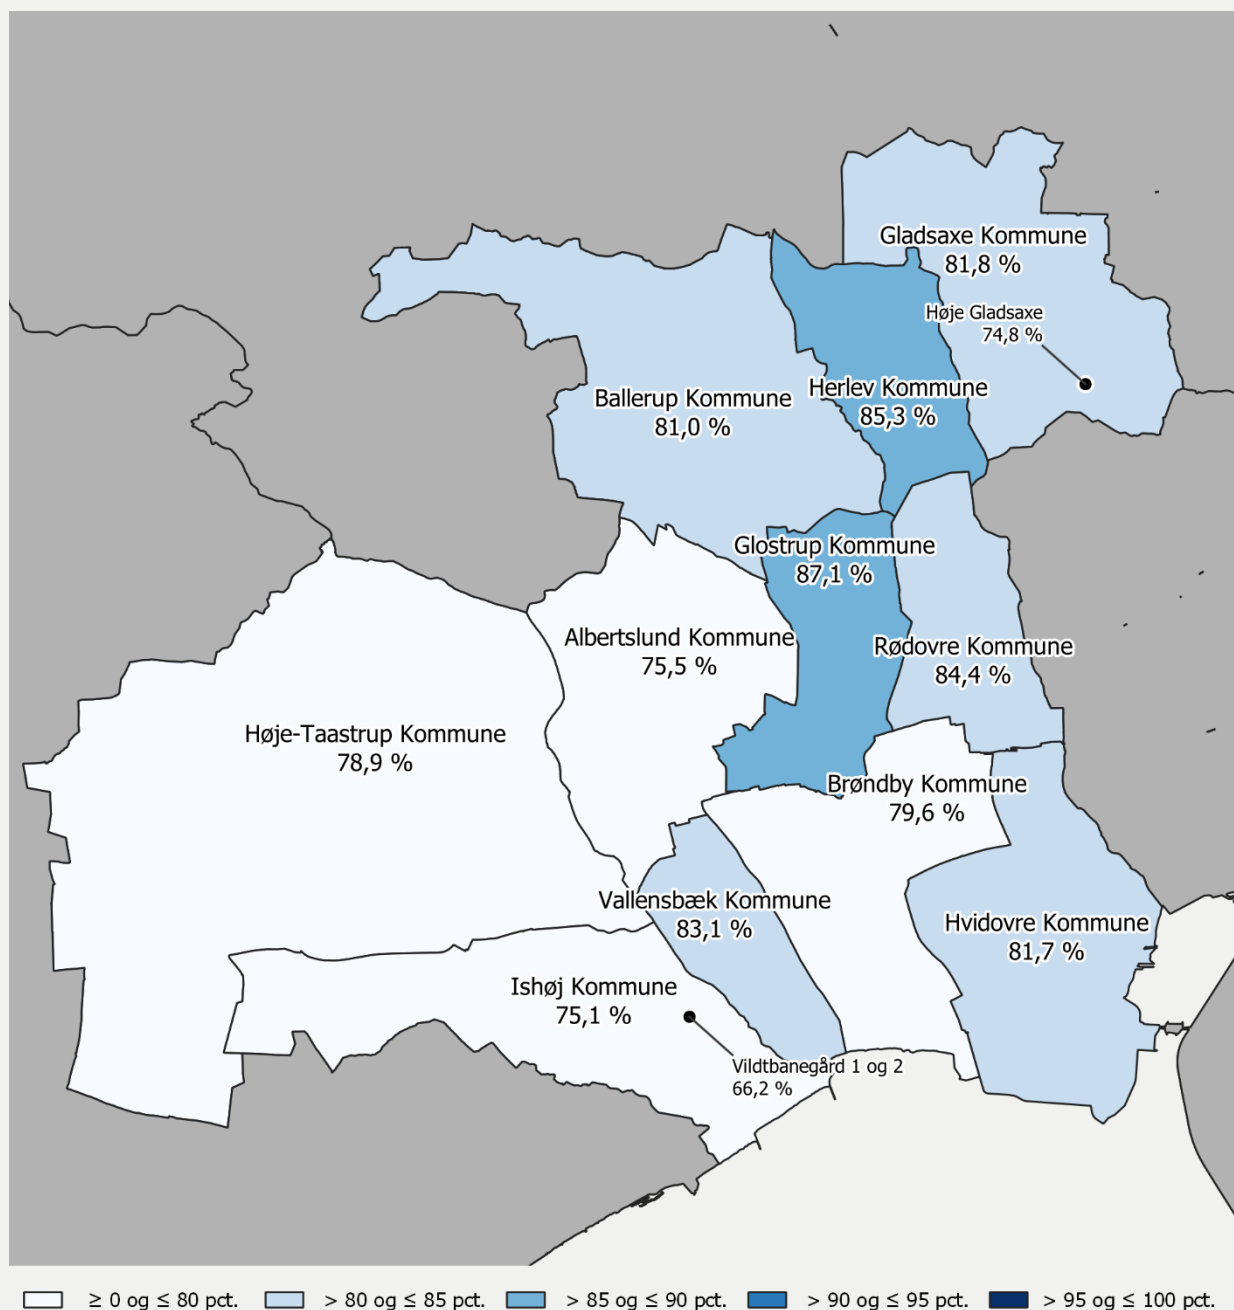 Gladsaxe Kommune
81,8 %
Høje Gladsaxe
74,8 %
Herlev Kommune
85,3 %
Ballerup Kommune
81,0 %
Glostrup Kommune
87,1 %
Albertslund Kommune
75,5 %
Rødovre Kommune
84,4 %
Høje-Taastrup Kommune
78,9 %
Brøndby Kommune
79,6 %
Vallensbæk Kommune
83,1 %
Hvidovre Kommune
81,7 %
Ishøj Kommune
75,1 %
Vildtbanegård 1 og 2
66,2 %
≥ 0 og ≤ 80 pct. > 80 og ≤ 85 pct. > 85 og ≤ 90 pct. > 90 og ≤ 95 pct. > 95 og ≤ 100 pct.